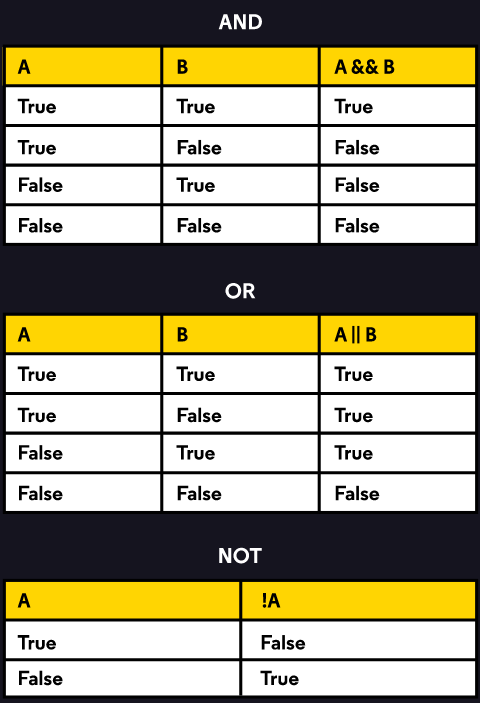 AND
A B A && B
True True True
True False False
False True False
False False False
OR
A B A || B
True True True
True False True
False True True
False False False
NOT
A !A
True False
False True